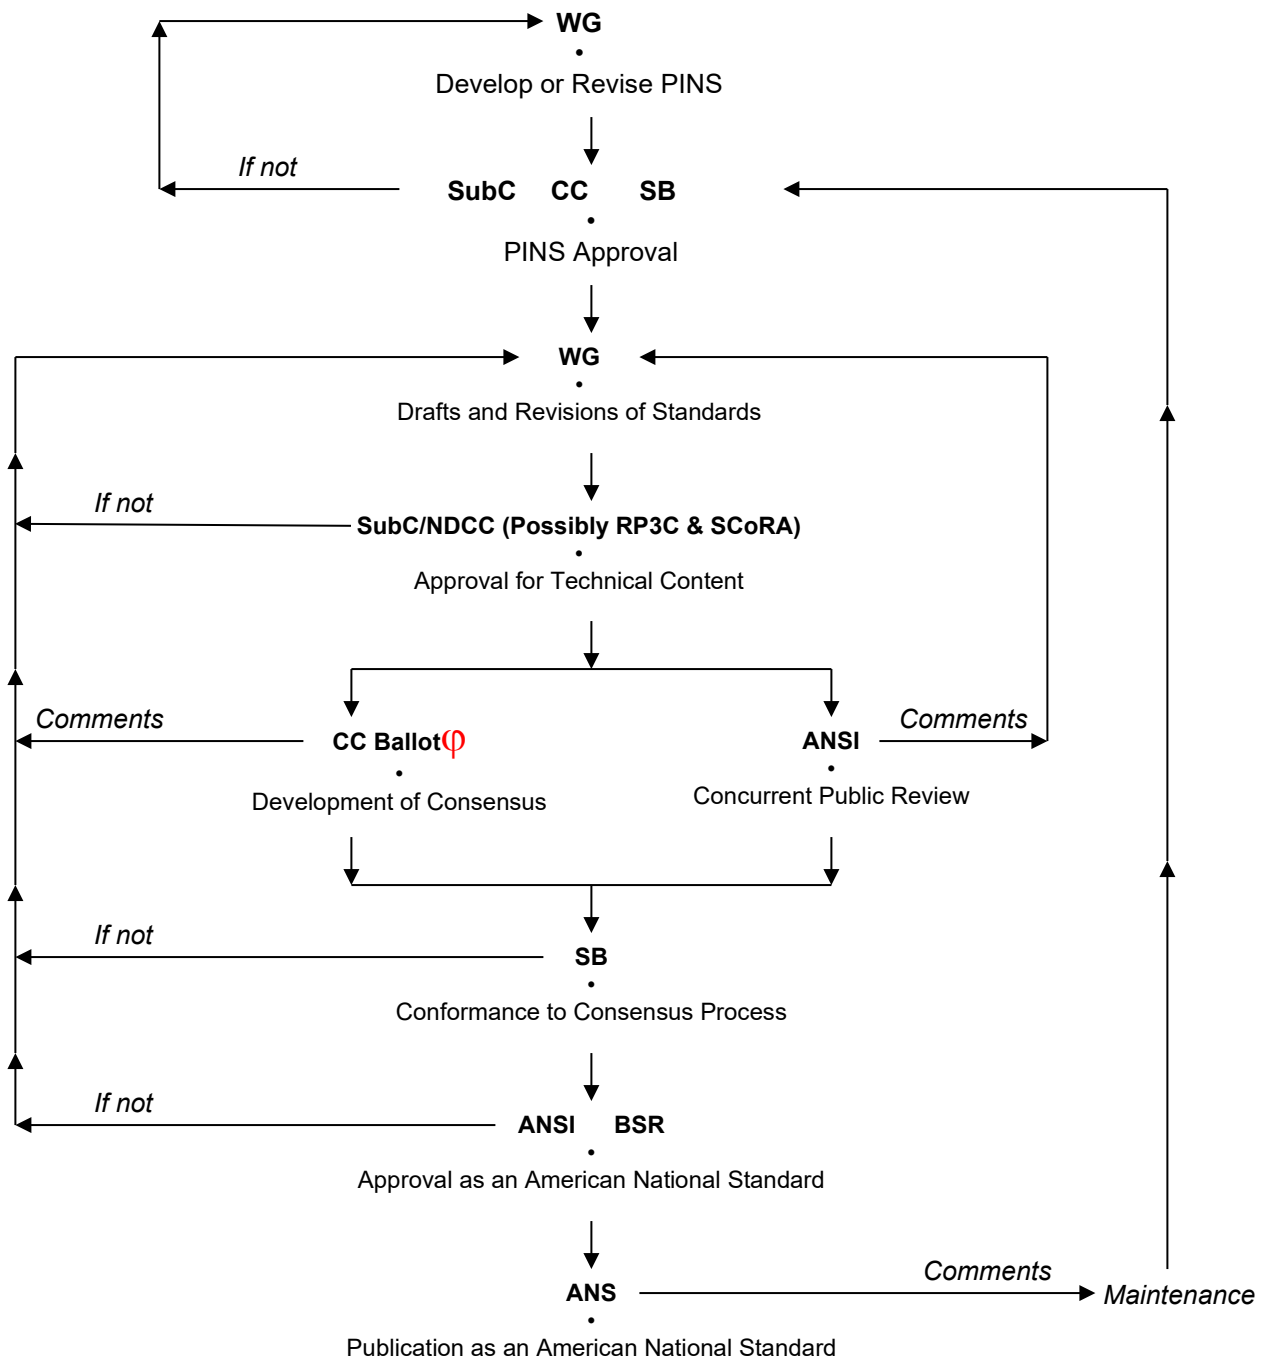 WG
•
Develop or Revise PINS
If not
SubC CC SB
•
PINS Approval
WG
•
Drafts and Revisions of Standards
If not
SubC/NDCC (Possibly RP3C & SCoRA)
•
Approval for Technical Content
Comments
CC Ballotφ
•
Development of Consensus
ANSI
•
Concurrent Public Review
Comments
If not
SB
•
Conformance to Consensus Process
If not
ANSI BSR
•
Approval as an American National Standard
ANS
•
Publication as an American National Standard
Comments
Maintenance